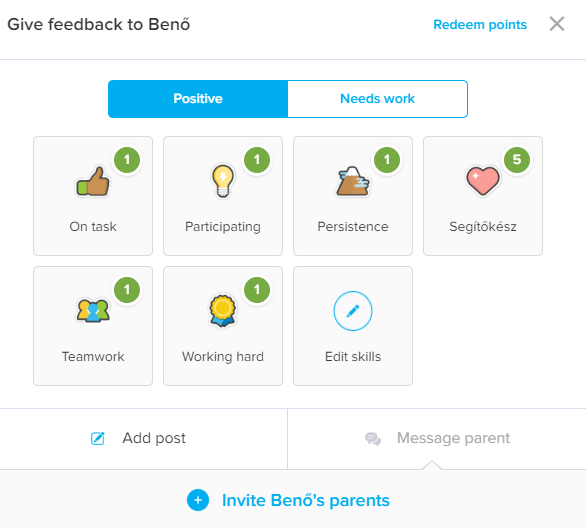 Give feedback to Benő
Redeem points
Positive
Needs work
1
1
1
5
On task
Participating
Persistence
Segítőkész
1
1
Teamwork
Working hard
Edit skills
Add post
Message parent
Invite Benő's parents